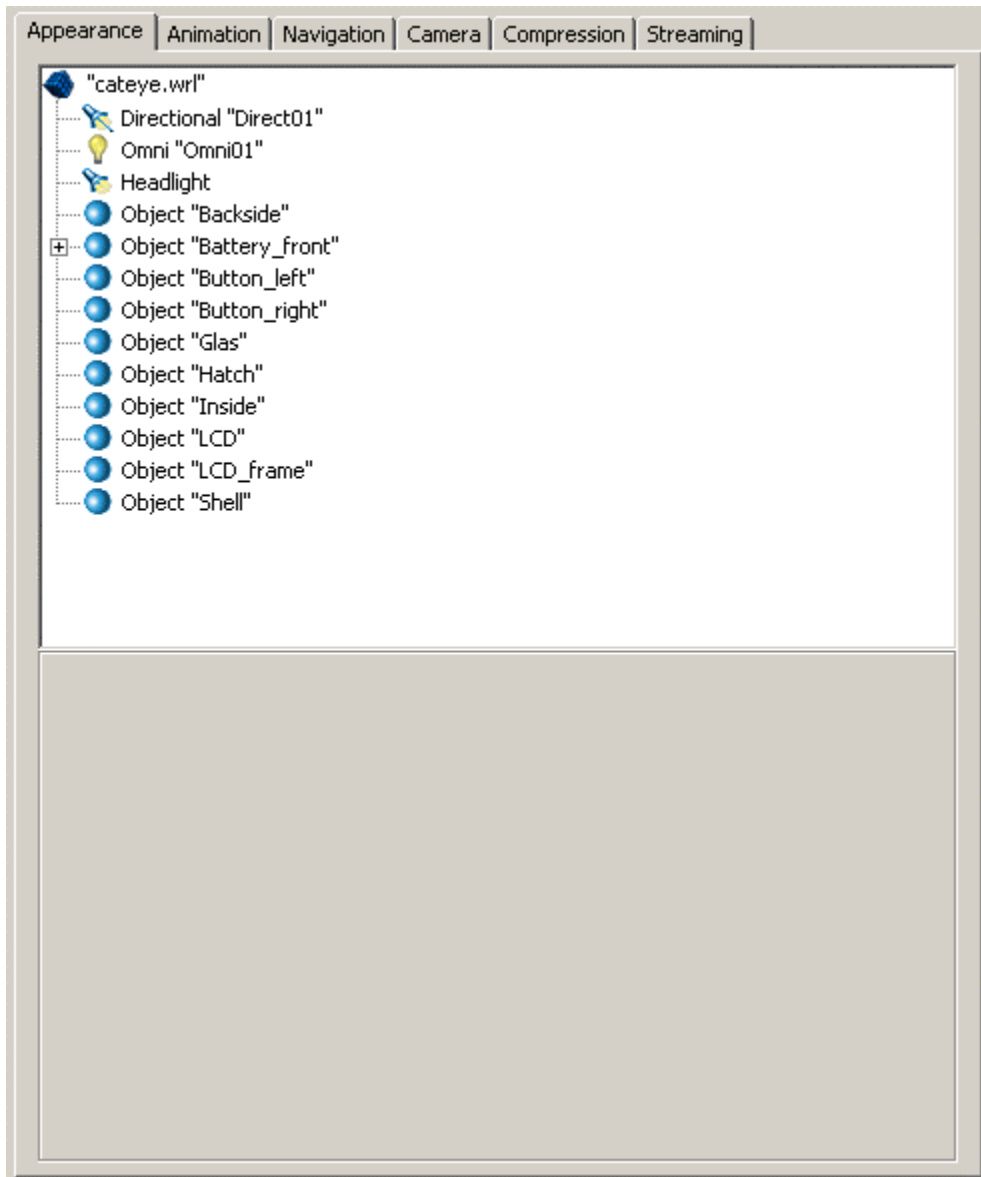 Appearance Animation Navigation Camera Compression Streaming
"cateye.wrl"
Directional "Direct01"
Omni "Omni01"
Headlight
Object "Backside"
Object "Battery_front"
Object "Button_left"
Object "Button_right"
Object "Glas"
Object "Hatch"
Object "Inside"
Object "LCD"
Object "LCD_frame"
Object "Shell"